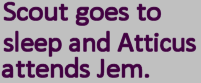 Scout goes to
sleep and Atticus
attends Jem.